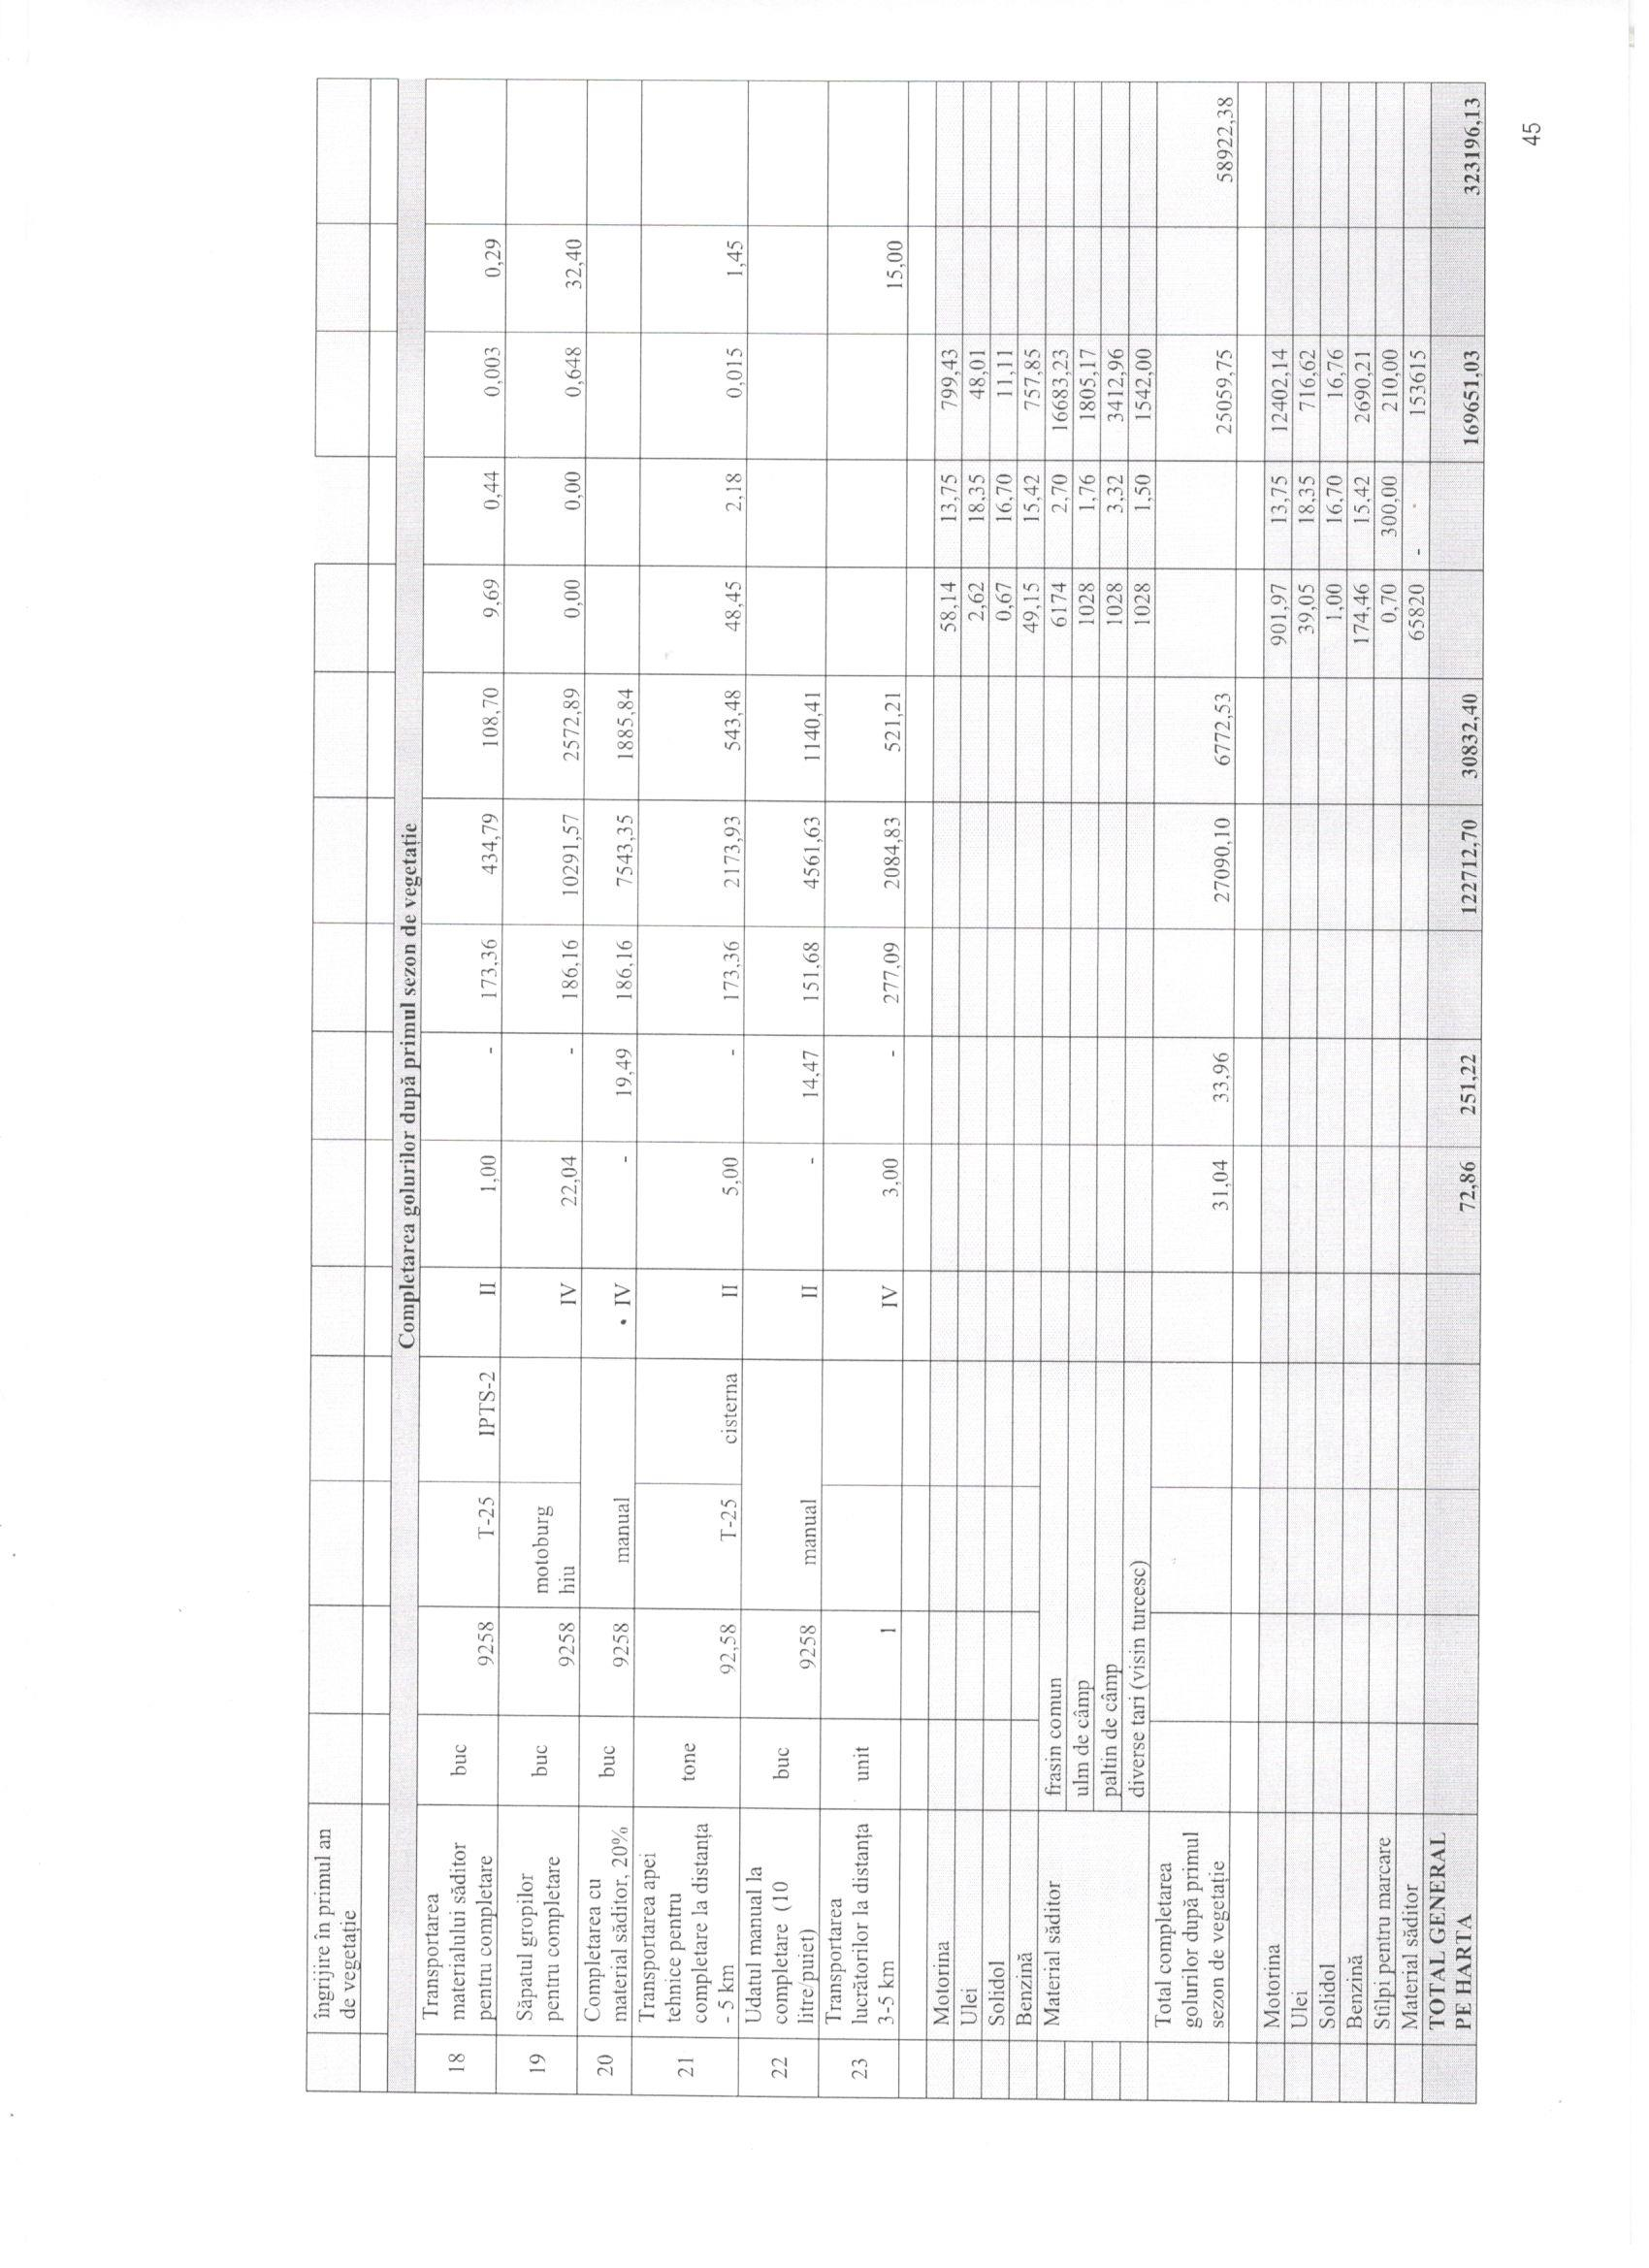 îngrijire în primul an
de vegetație
Completarea golurilor după primul sezon de vegetație
18 Transportarea materialului săditor pentru completare buc 9258 T-25 IPTS-2 II 1,00 - 173,36 434,79 108,70 9,69 0,44 0,003 0,29
19 Săpatul gropilor pentru completare buc 9258 motoburghiu IV 22,04 - 186,16 10291,57 2572,89 0,00 0,00 0,648 32,40
20 Completarea cu material săditor, 20% buc 9258 manual • IV - 19,49 186,16 7543,35 1885,84
21 Transportarea apei tehnice pentru completare la distanța - 5 km tone 92,58 T-25 cisterna II 5,00 - 173,36 2173,93 543,48 48,45 2,18 0,015 1,45
22 Udatul manual la completare (10 litre/puiet) buc 9258 manual II - 14,47 151,68 4561,63 1140,41
23 Transportarea lucrătorilor la distanța 3-5 km unit 1 IV 3,00 - 277,09 2084,83 521,21 15,00
Motorina 58,14 13,75 799,43
Ulei 2,62 18,35 48,01
Solidol 0,67 16,70 11,11
Benzină 49,15 15,42 757,85
Material săditor frasin comun 6174 2,70 16683,23
ulm de câmp 1028 1,76 1805,17
paltin de câmp 1028 3,32 3412,96
diverse tari (visin turcesc) 1028 1,50 1542,00
Total completarea golurilor după primul sezon de vegetație 31,04 33,96 27090,10 6772,53 25059,75 58922,38
Motorina 901,97 13,75 12402,14
Ulei 39,05 18,35 716,62
Solidol 1,00 16,70 16,76
Benzină 174,46 15,42 2690,21
Stîlpi pentru marcare 0,70 300,00 210,00
Material săditor 65820 - - 153615
TOTAL GENERAL PE HARTA 72,86 251,22 122712,70 30832,40 169651,03 323196,13
45